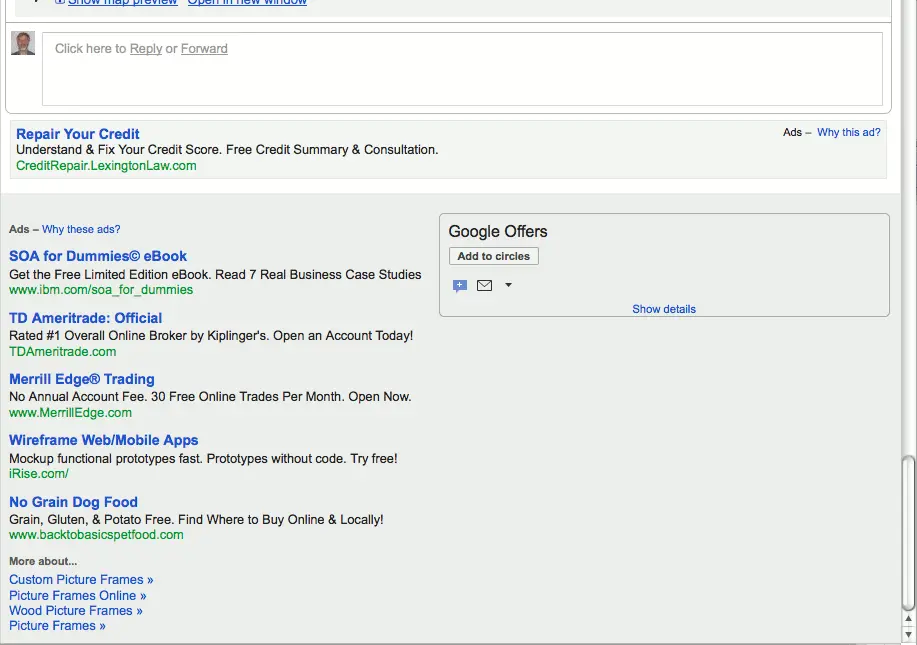 Show map preview Open in new window
Click here to Reply or Forward
Repair Your Credit
Ads – Why this ad?
Understand & Fix Your Credit Score. Free Credit Summary & Consultation.
CreditRepair.LexingtonLaw.com
Ads – Why these ads?
SOA for Dummies© eBook
Get the Free Limited Edition eBook. Read 7 Real Business Case Studies
www.ibm.com/soa_for_dummies
TD Ameritrade: Official
Rated #1 Overall Online Broker by Kiplinger's. Open an Account Today!
TDAmeritrade.com
Merrill Edge® Trading
No Annual Account Fee. 30 Free Online Trades Per Month. Open Now.
www.MerrillEdge.com
Wireframe Web/Mobile Apps
Mockup functional prototypes fast. Prototypes without code. Try free!
iRise.com/
No Grain Dog Food
Grain, Gluten, & Potato Free. Find Where to Buy Online & Locally!
www.backtobasicspetfood.com
More about...
Custom Picture Frames »
Picture Frames Online »
Wood Picture Frames »
Picture Frames »
Google Offers
Add to circles
Show details